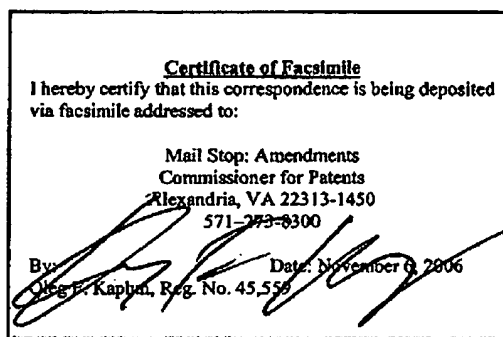 Certificate of Facsimile
I hereby certify that this correspondence is being deposited
via facsimile addressed to:
Mail Stop: Amendments
Commissioner for Patents
Alexandria, VA 22313-1450
571-273-8300
By: Date: November 6, 2006
Oleg F. Kaplun, Reg. No. 45,559